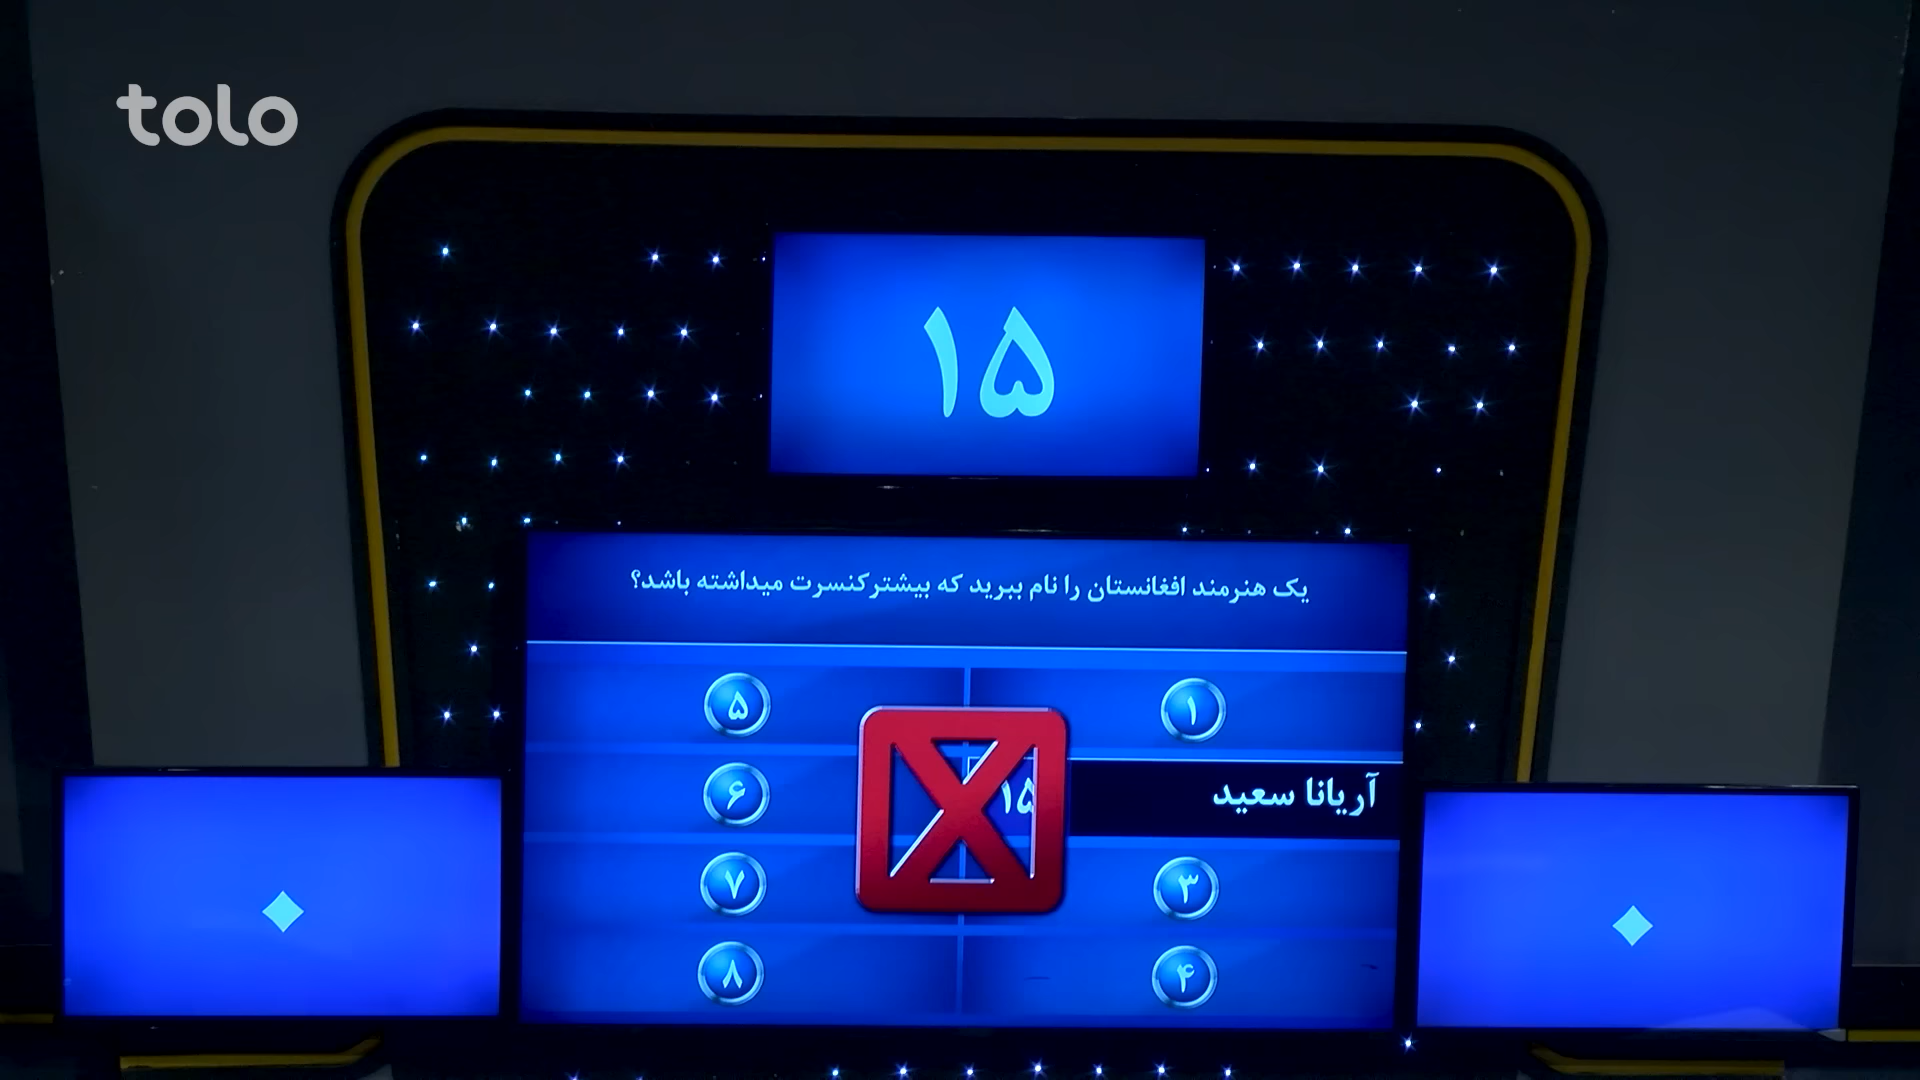 tolo
۱۵
یک هنرمند افغانستان را نام ببرید که بیشترکنسرت میداشته باشد؟
۱
۵
آریانا سعید ۱۵
۶
۳
۷
۴
۸